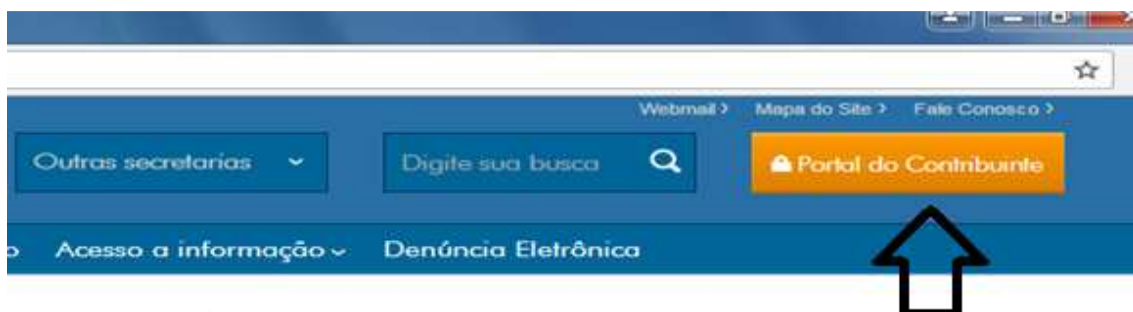 Webmail > Mapa do Site > Fale Conosco >
Outras secretarias Digite sua busca Portal do Contribuinte
o Acesso a informação Denúncia Eletrônica